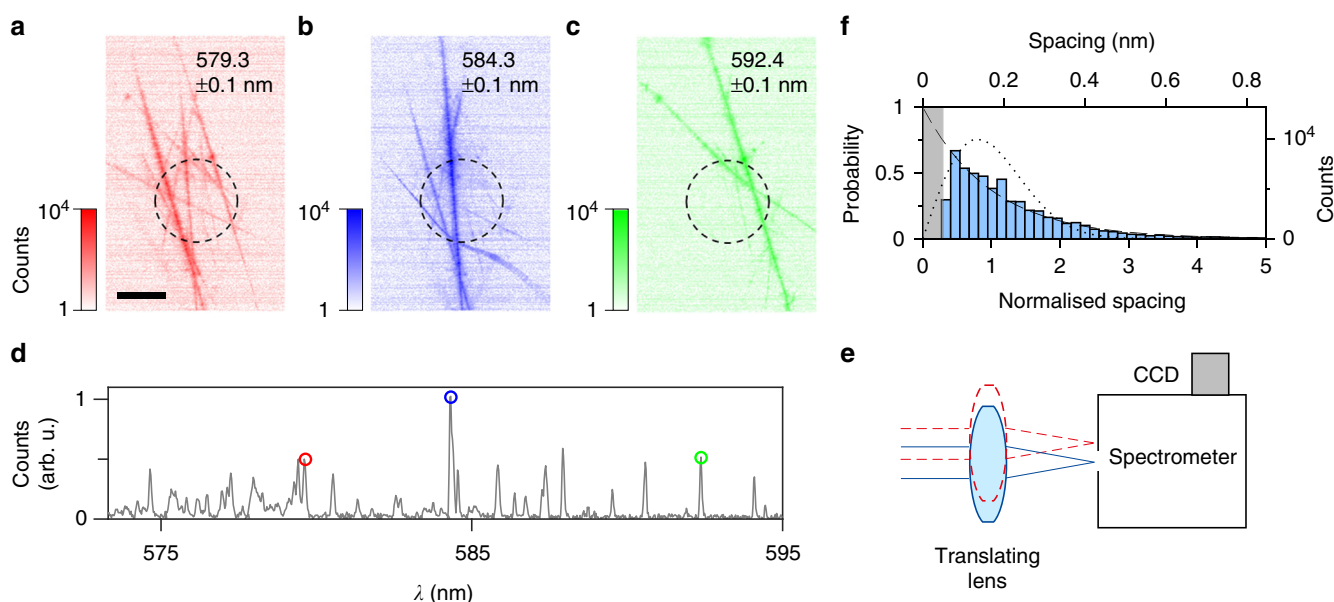 a
579.3
±0.1 nm
10⁴
Counts
1
b
584.3
±0.1 nm
10⁴
1
c
592.4
±0.1 nm
10⁴
1
f
Spacing (nm)
0 0.2 0.4 0.6 0.8
1
0.5
0
Probability
10⁴
0
Counts
0 1 2 3 4 5
Normalised spacing
d
1
0
Counts
(arb. u.)
575 585 595
λ (nm)
e
CCD
Spectrometer
Translating
lens